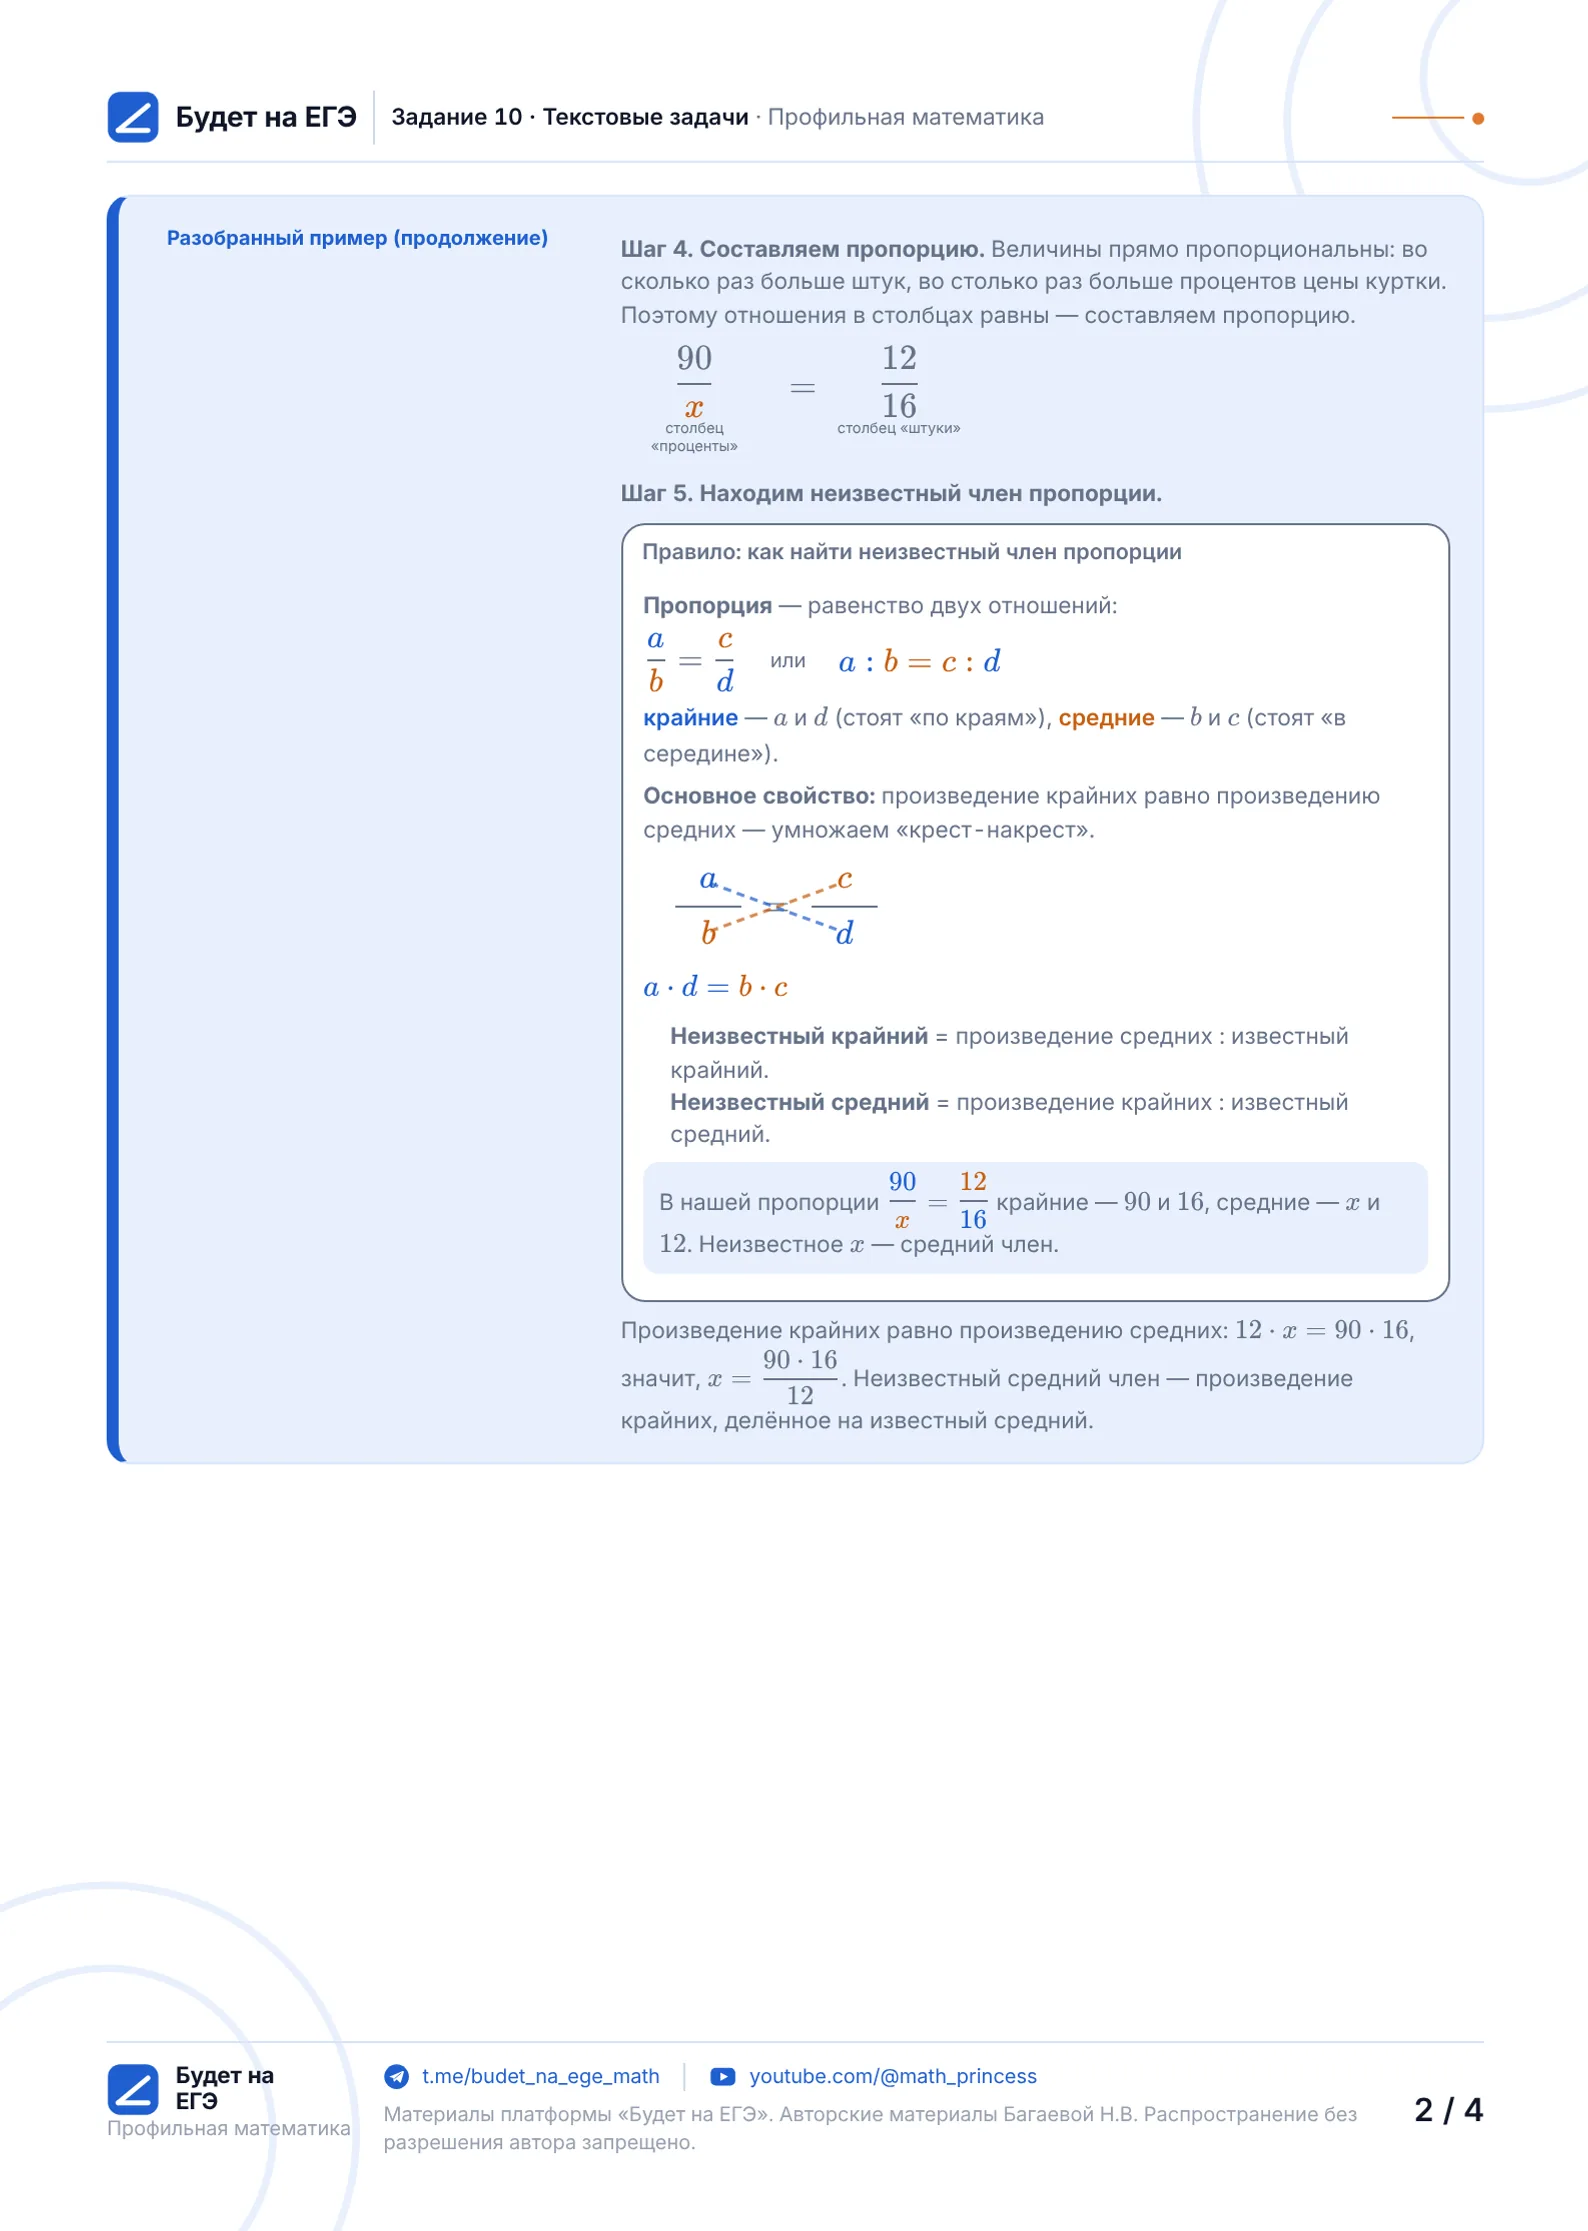 Будет на ЕГЭ
Задание 10 · Текстовые задачи · Профильная математика
Разобранный пример (продолжение)
Шаг 4. Составляем пропорцию. Величины прямо пропорциональны: во
сколько раз больше штук, во столько раз больше процентов цены куртки.
Поэтому отношения в столбцах равны — составляем пропорцию.
90/x = 12/16
столбец «проценты»
столбец «штуки»
Шаг 5. Находим неизвестный член пропорции.
Правило: как найти неизвестный член пропорции
Пропорция — равенство двух отношений:
a/b = c/d или a : b = c : d
крайние — a и d (стоят «по краям»), средние — b и c (стоят «в
середине»).
Основное свойство: произведение крайних равно произведению
средних — умножаем «крест-накрест».
a c
=
b d
a · d = b · c
Неизвестный крайний = произведение средних : известный
крайний.
Неизвестный средний = произведение крайних : известный
средний.
В нашей пропорции 90/x = 12/16 крайние — 90 и 16, средние — x и
12. Неизвестное x — средний член.
Произведение крайних равно произведению средних: 12 · x = 90 · 16,
значит, x = 90 · 16/12. Неизвестный средний член — произведение
крайних, делённое на известный средний.
Будет на
ЕГЭ
Профильная математика
t.me/budet_na_ege_math
youtube.com/@math_princess
Материалы платформы «Будет на ЕГЭ». Авторские материалы Багаевой Н.В. Распространение без
разрешения автора запрещено.
2 / 4